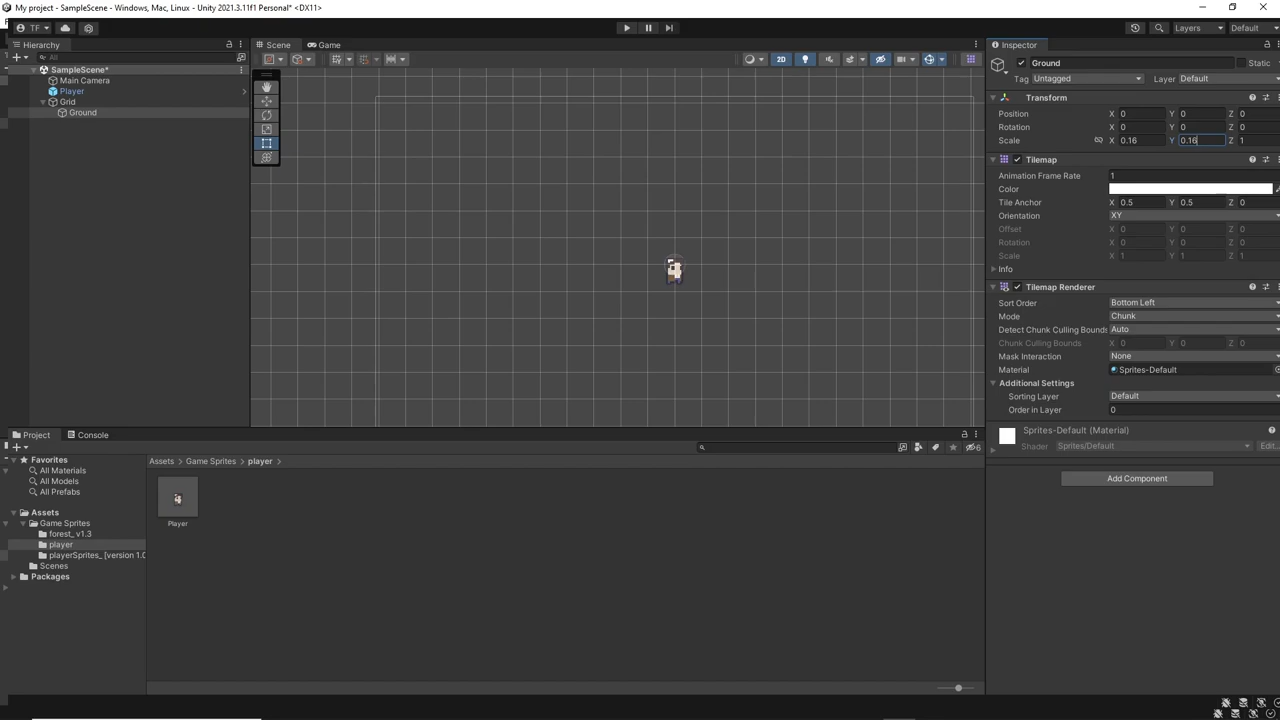 My project - SampleScene - Windows, Mac, Linux - Unity 2021.3.11f1 Personal* <DX11>
TF
Layers
Default
Hierarchy
Scene
Game
Inspector
All
2D
Ground
Static
SampleScene*
Tag Untagged Layer Default
Main Camera
Player
Grid
Ground
Transform
Position X 0 Y 0 Z 0
Rotation X 0 Y 0 Z 0
Scale X 0.16 Y 0.16 Z 1
Tilemap
Animation Frame Rate 1
Color
Tile Anchor X 0.5 Y 0.5 Z 0
Orientation XY
Offset X 0 Y 0 Z 0
Rotation X 0 Y 0 Z 0
Scale X 1 Y 1 Z 1
Info
Tilemap Renderer
Sort Order Bottom Left
Mode Chunk
Detect Chunk Culling Bounds Auto
Chunk Culling Bounds X 0 Y 0 Z 0
Mask Interaction None
Material Sprites-Default
Additional Settings
Sorting Layer Default
Order in Layer 0
Sprites-Default (Material)
Shader Sprites/Default Edit...
Add Component
Project
Console
6
Favorites
All Materials
All Models
All Prefabs
Assets
Game Sprites
forest_ v1.3
player
playerSprites_ [version 1.0
Scenes
Packages
Assets > Game Sprites > player >
Player